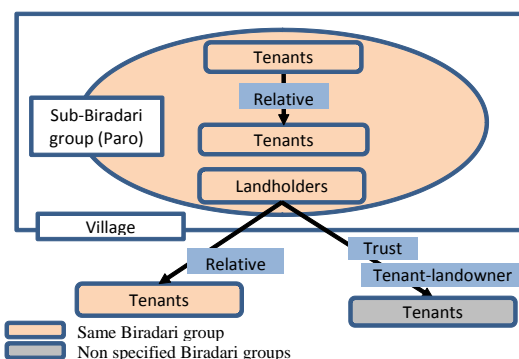 Tenants
Relative
Sub-Biradari
group (Paro)
Tenants
Landholders
Village
Trust
Relative
Tenant-landowner
Tenants
Tenants
Same Biradari group
Non specified Biradari groups